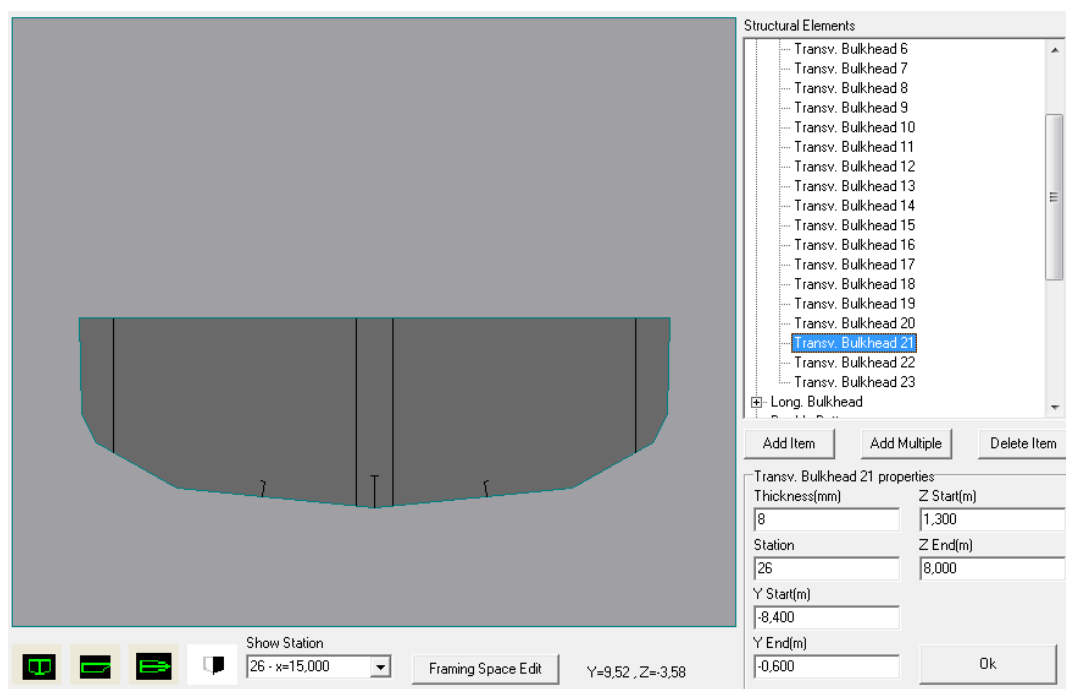 Structural Elements
Transv. Bulkhead 6
Transv. Bulkhead 7
Transv. Bulkhead 8
Transv. Bulkhead 9
Transv. Bulkhead 10
Transv. Bulkhead 11
Transv. Bulkhead 12
Transv. Bulkhead 13
Transv. Bulkhead 14
Transv. Bulkhead 15
Transv. Bulkhead 16
Transv. Bulkhead 17
Transv. Bulkhead 18
Transv. Bulkhead 19
Transv. Bulkhead 20
Transv. Bulkhead 21
Transv. Bulkhead 22
Transv. Bulkhead 23
Long. Bulkhead
Add Item Add Multiple Delete Item
Transv. Bulkhead 21 properties
Thickness(mm) Z Start(m)
8 1,300
Station Z End(m)
26 8,000
Y Start(m)
-8,400
Y End(m)
-0,600
Ok
Show Station
26 - x=15,000
Framing Space Edit
Y=9,52 , Z=-3,58